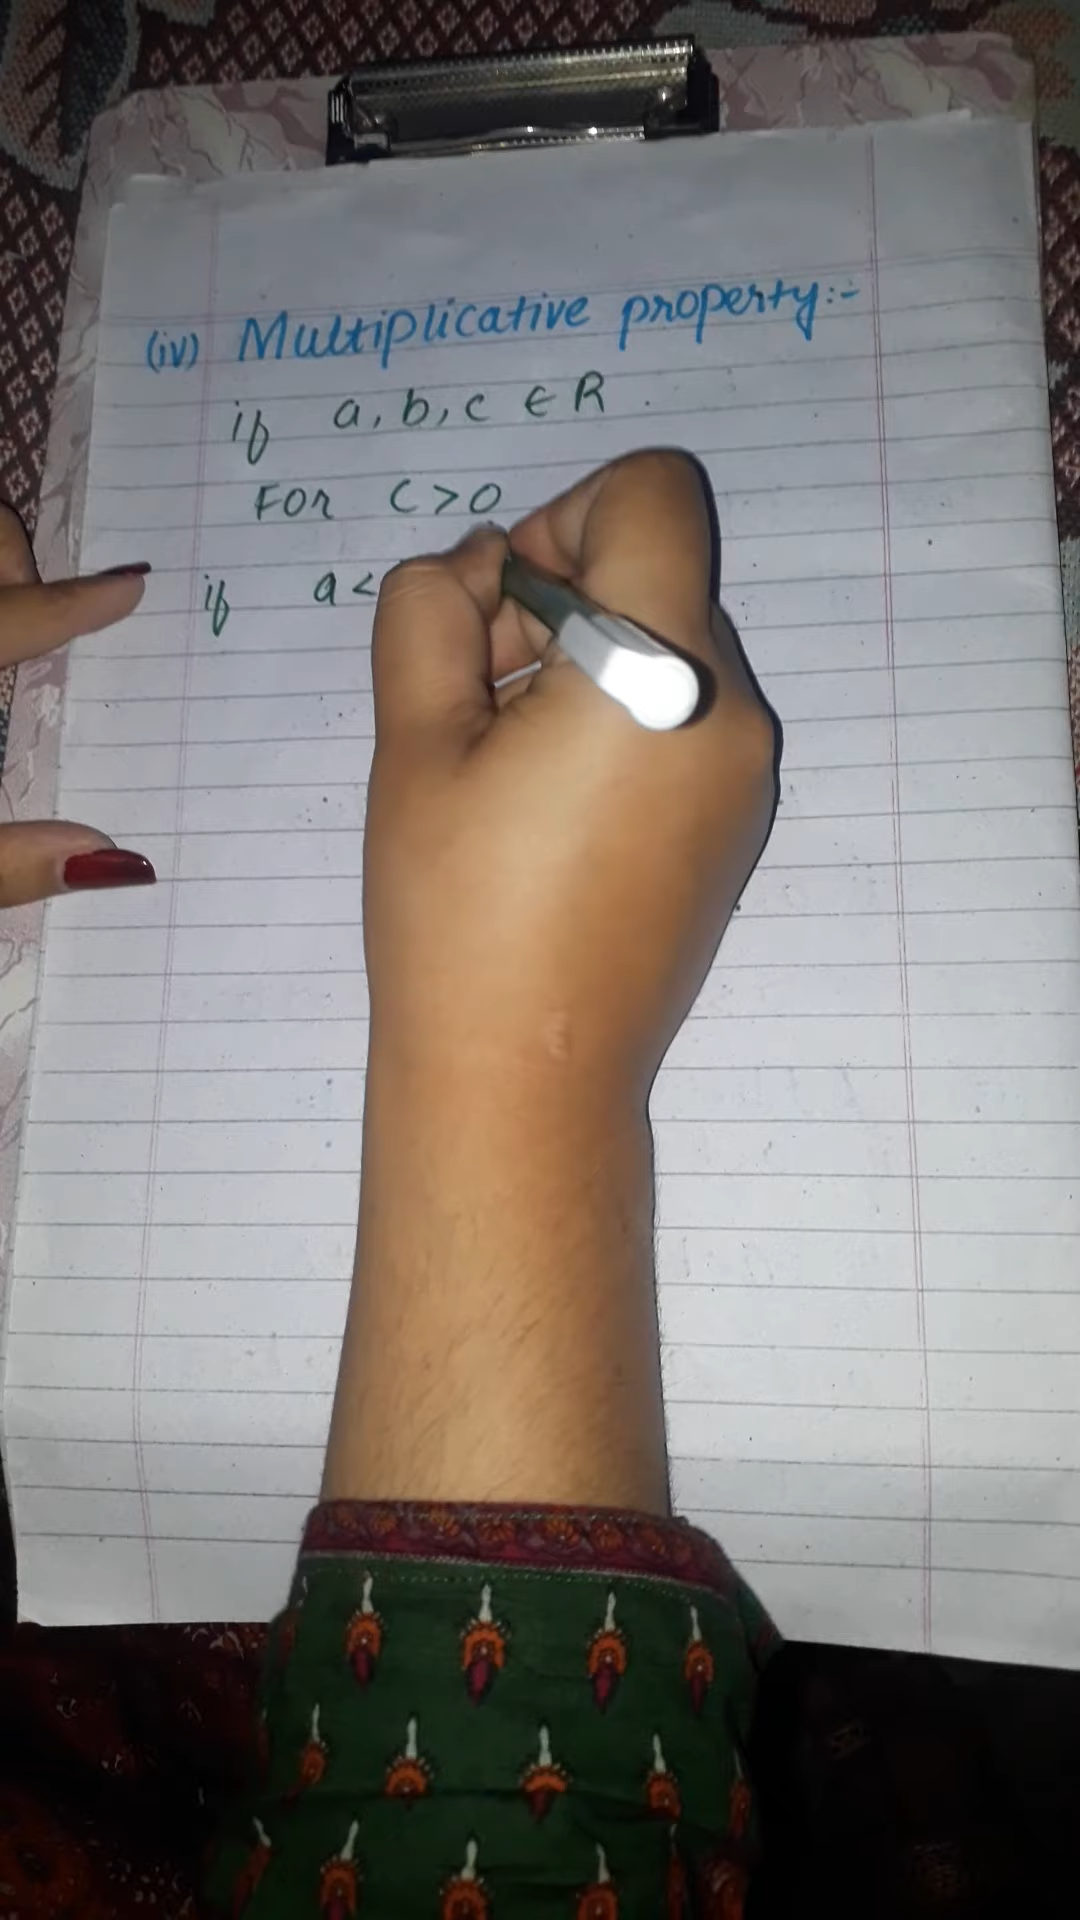 (iv) Multiplicative property:-
if a, b, c ∈ R .
For C>0
if a<